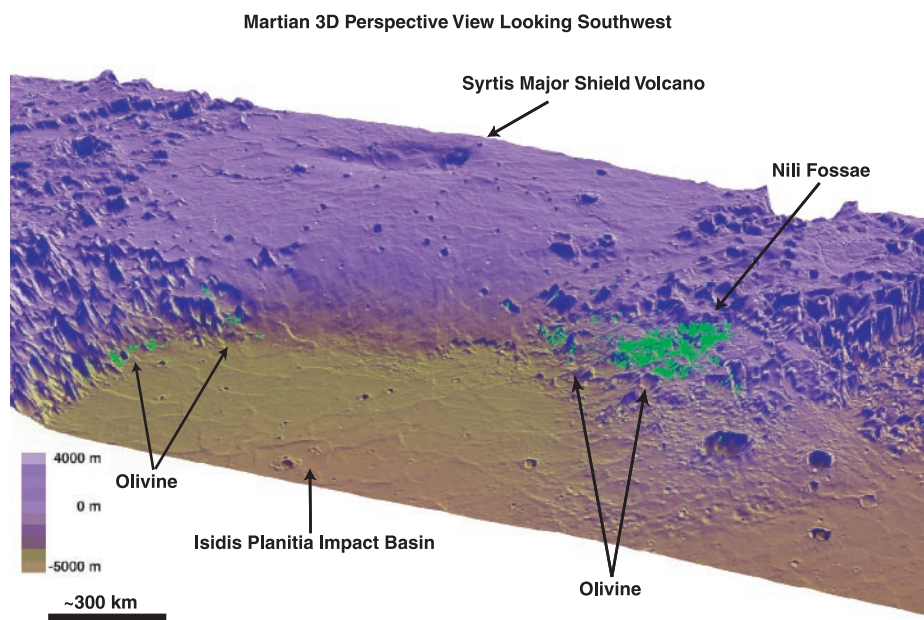 Martian 3D Perspective View Looking Southwest
Syrtis Major Shield Volcano
Nili Fossae
4000 m
0 m
-5000 m
Olivine
Isidis Planitia Impact Basin
Olivine
~300 km